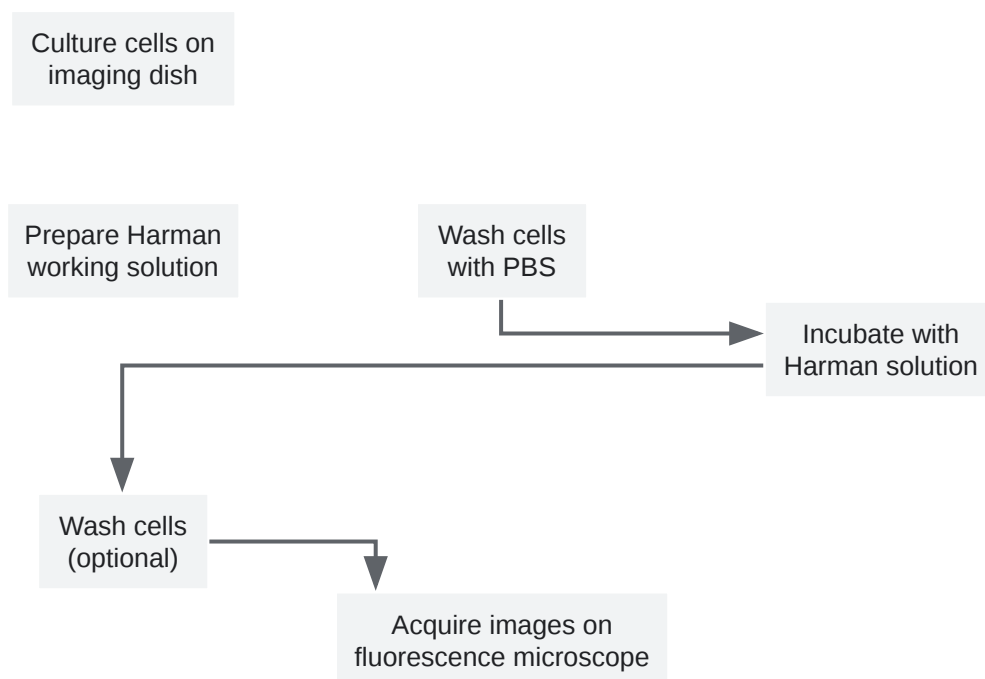 Culture cells on
imaging dish
Prepare Harman
working solution
Wash cells
with PBS
Incubate with
Harman solution
Wash cells
(optional)
Acquire images on
fluorescence microscope